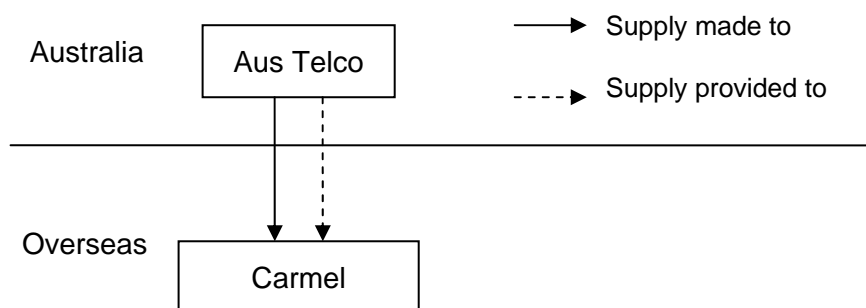 Australia
Aus Telco
Supply made to
Supply provided to
Overseas
Carmel